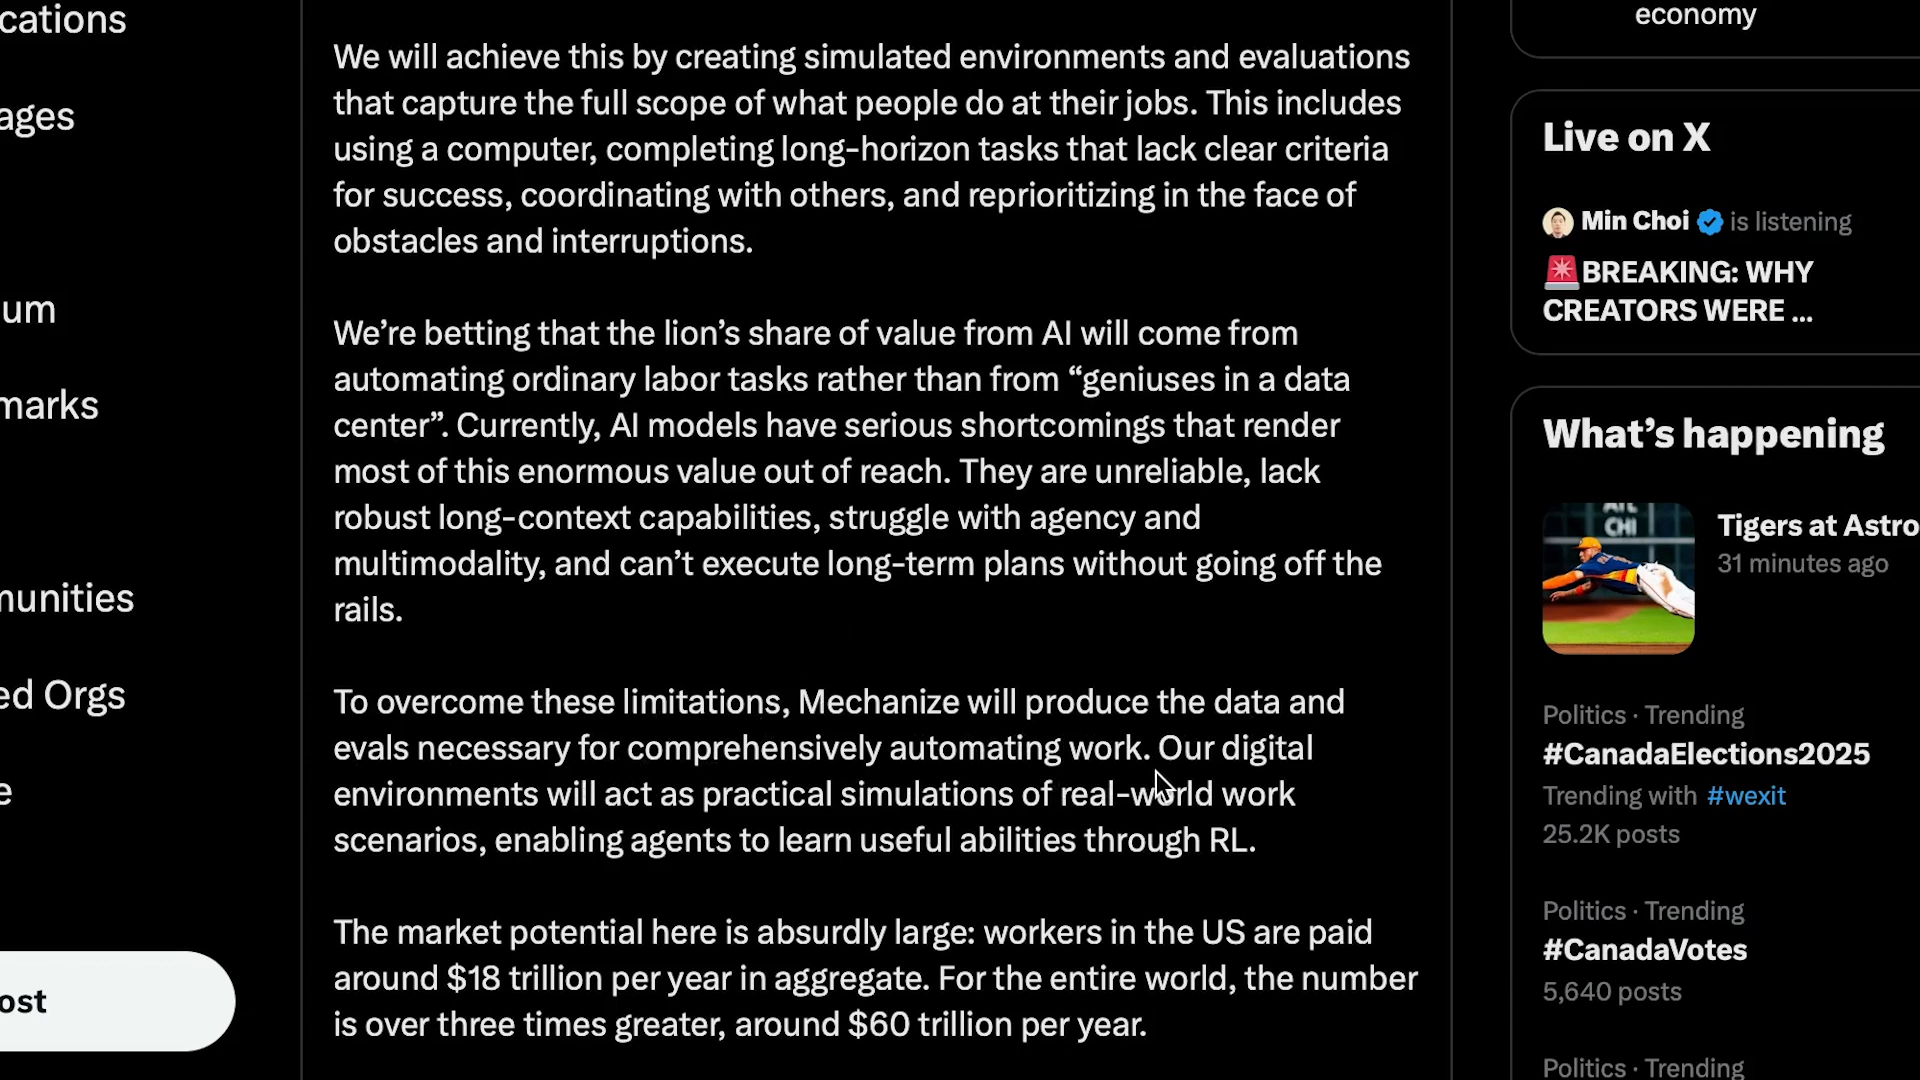 cations
ages
um
marks
munities
ed Orgs
e
ost
We will achieve this by creating simulated environments and evaluations
that capture the full scope of what people do at their jobs. This includes
using a computer, completing long-horizon tasks that lack clear criteria
for success, coordinating with others, and reprioritizing in the face of
obstacles and interruptions.
We’re betting that the lion’s share of value from AI will come from
automating ordinary labor tasks rather than from “geniuses in a data
center”. Currently, AI models have serious shortcomings that render
most of this enormous value out of reach. They are unreliable, lack
robust long-context capabilities, struggle with agency and
multimodality, and can’t execute long-term plans without going off the
rails.
To overcome these limitations, Mechanize will produce the data and
evals necessary for comprehensively automating work. Our digital
environments will act as practical simulations of real-world work
scenarios, enabling agents to learn useful abilities through RL.
The market potential here is absurdly large: workers in the US are paid
around $18 trillion per year in aggregate. For the entire world, the number
is over three times greater, around $60 trillion per year.
economy
Live on X
Min Choi is listening
BREAKING: WHY
CREATORS WERE ...
What’s happening
CHI
Tigers at Astro
31 minutes ago
Politics · Trending
#CanadaElections2025
Trending with #wexit
25.2K posts
Politics · Trending
#CanadaVotes
5,640 posts
Politics · Trending